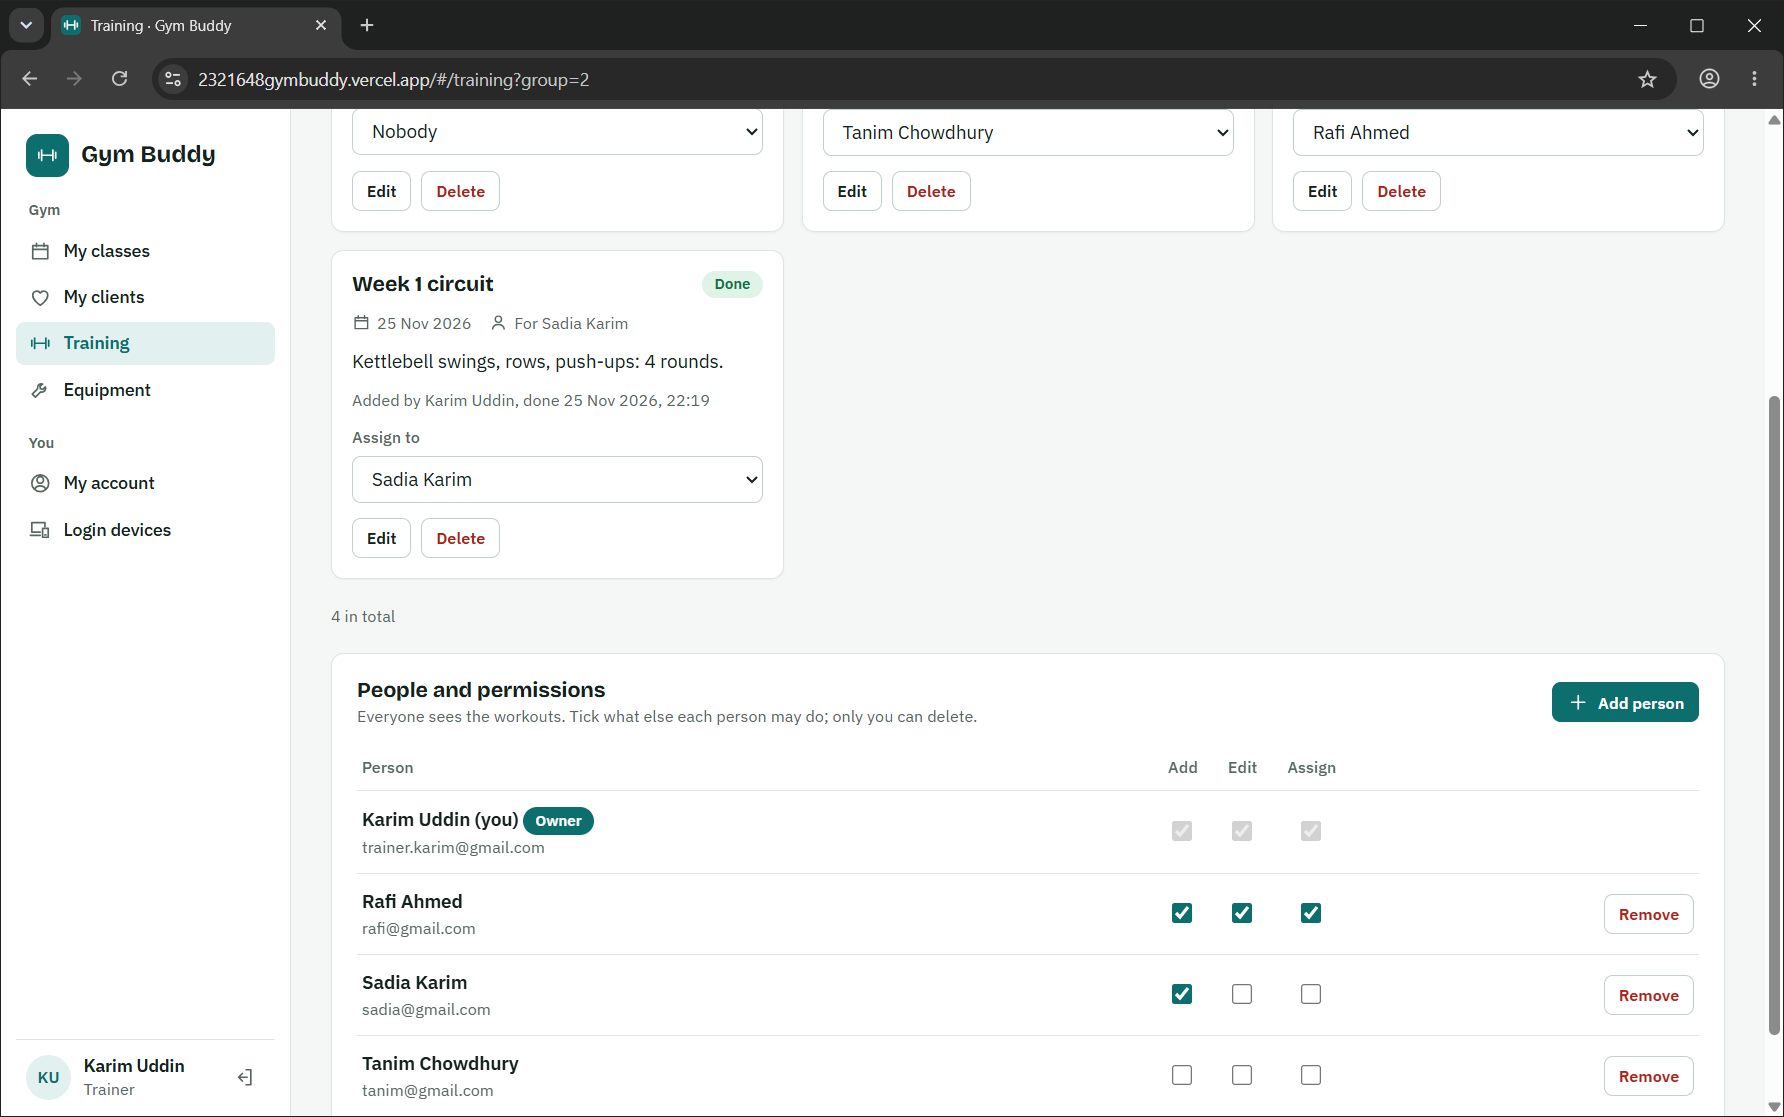 Training · Gym Buddy
2321648gymbuddy.vercel.app/#/training?group=2
Gym Buddy
Gym
My classes
My clients
Training
Equipment
You
My account
Login devices
KU
Karim Uddin
Trainer
Nobody
Edit
Delete
Tanim Chowdhury
Edit
Delete
Rafi Ahmed
Edit
Delete
Week 1 circuit
Done
25 Nov 2026
For Sadia Karim
Kettlebell swings, rows, push-ups: 4 rounds.
Added by Karim Uddin, done 25 Nov 2026, 22:19
Assign to
Sadia Karim
Edit
Delete
4 in total
People and permissions
Everyone sees the workouts. Tick what else each person may do; only you can delete.
Add person
Person
Add
Edit
Assign
Karim Uddin (you)
Owner
trainer.karim@gmail.com
Rafi Ahmed
rafi@gmail.com
Remove
Sadia Karim
sadia@gmail.com
Remove
Tanim Chowdhury
tanim@gmail.com
Remove